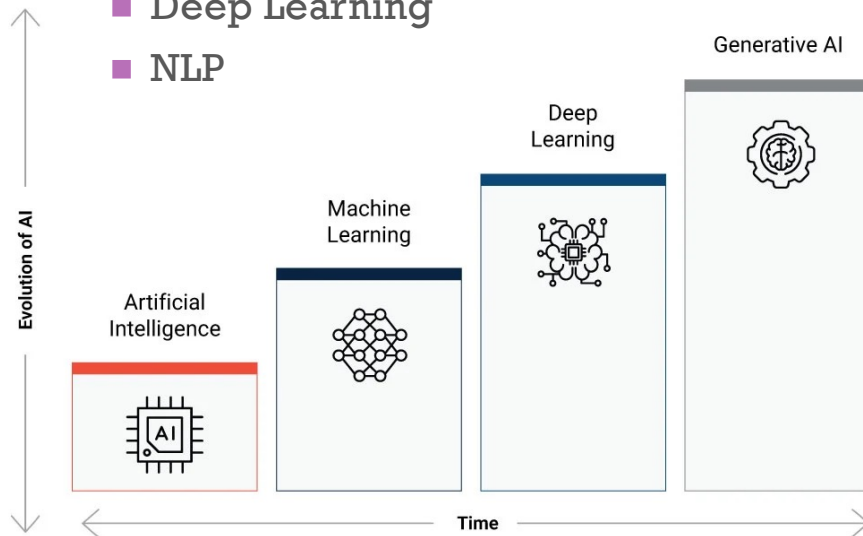 Deep Learning
NLP
Generative AI
Deep
Learning
Machine
Learning
Artificial
Intelligence
AI
Evolution of AI
Time